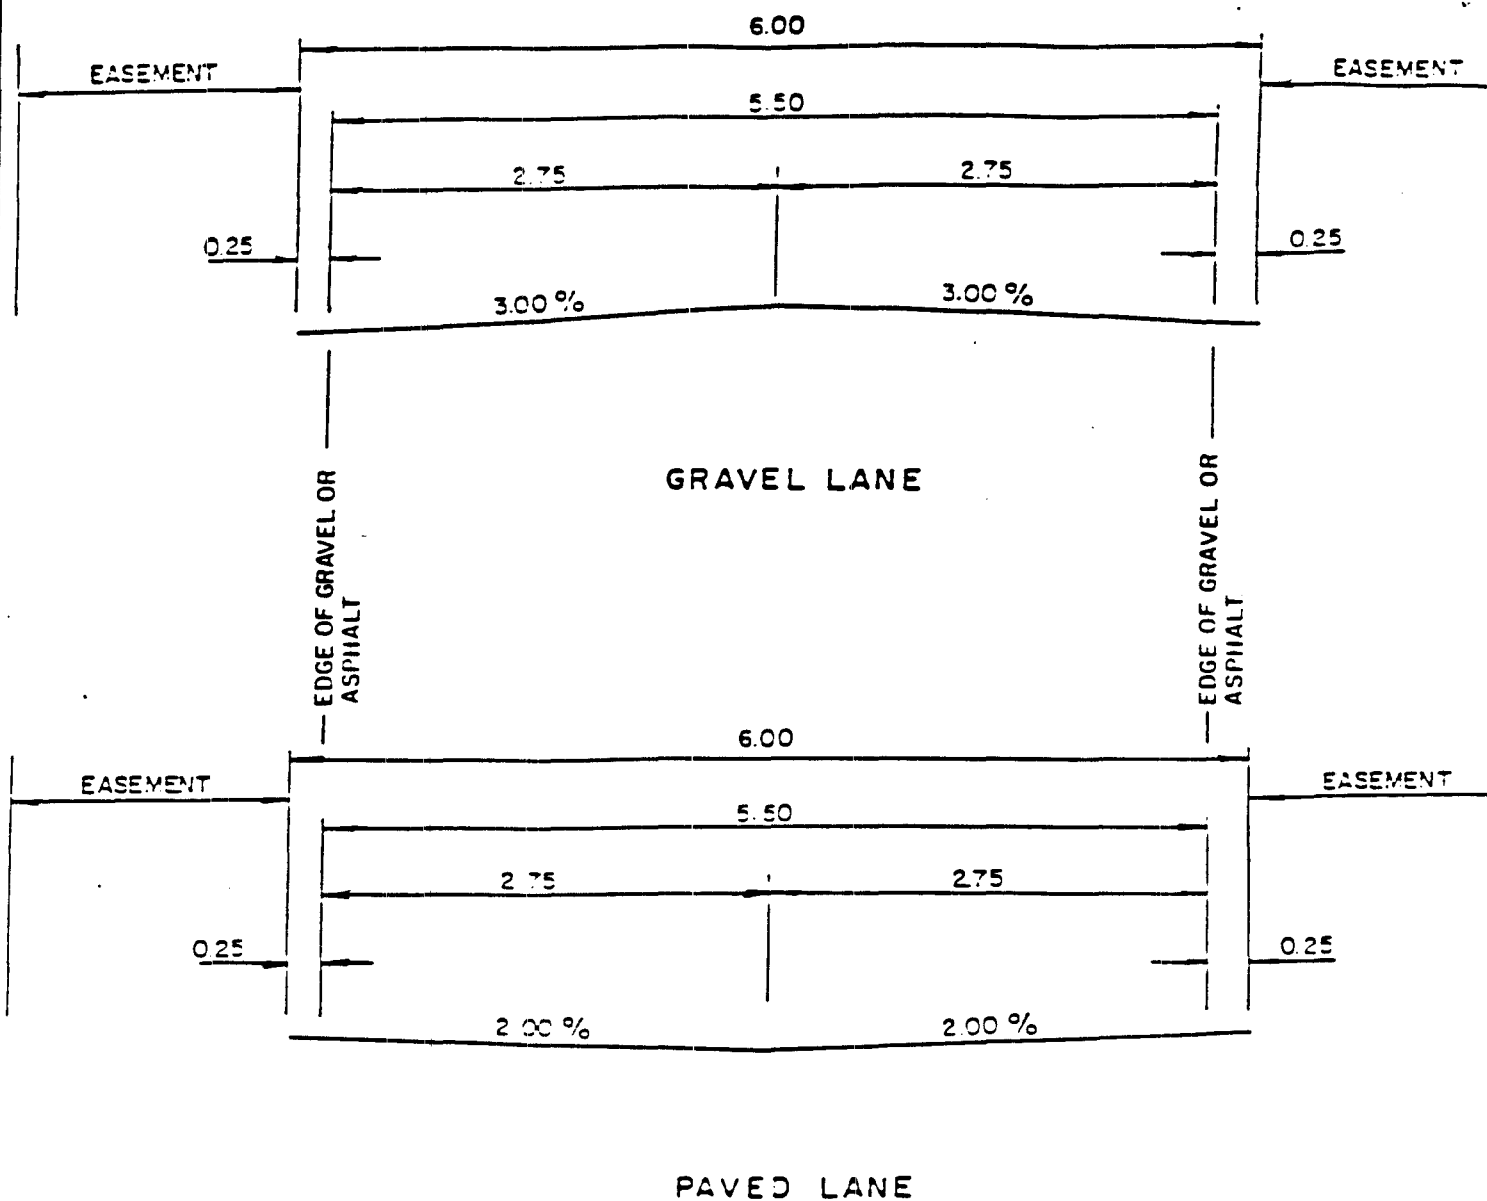 6.00
EASEMENT
EASEMENT
5.50
2.75
2.75
0.25
0.25
3.00 %
3.00 %
GRAVEL LANE
EDGE OF GRAVEL OR
ASPHALT
EDGE OF GRAVEL OR
ASPHALT
6.00
EASEMENT
EASEMENT
5.50
2.75
2.75
0.25
0.25
2.00 %
2.00 %
PAVED LANE